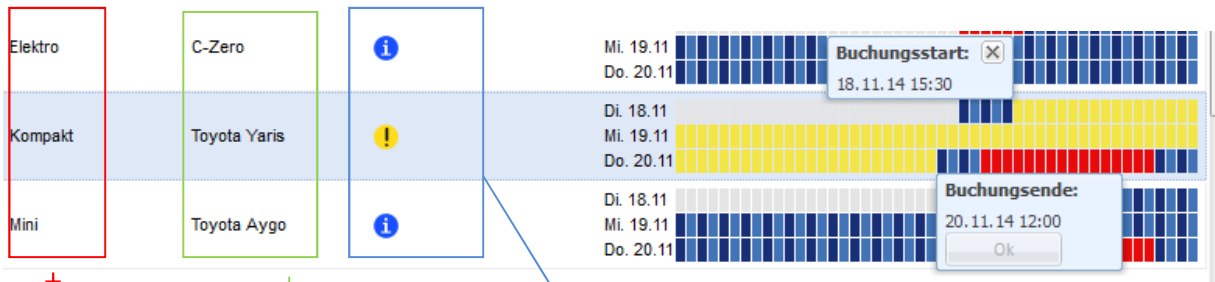 Elektro C-Zero i Mi. 19.11
Do. 20.11
Buchungsstart:
18.11.14 15:30
Kompakt Toyota Yaris ! Di. 18.11
Mi. 19.11
Do. 20.11
Buchungsende:
20.11.14 12:00
Ok
Mini Toyota Aygo i Di. 18.11
Mi. 19.11
Do. 20.11